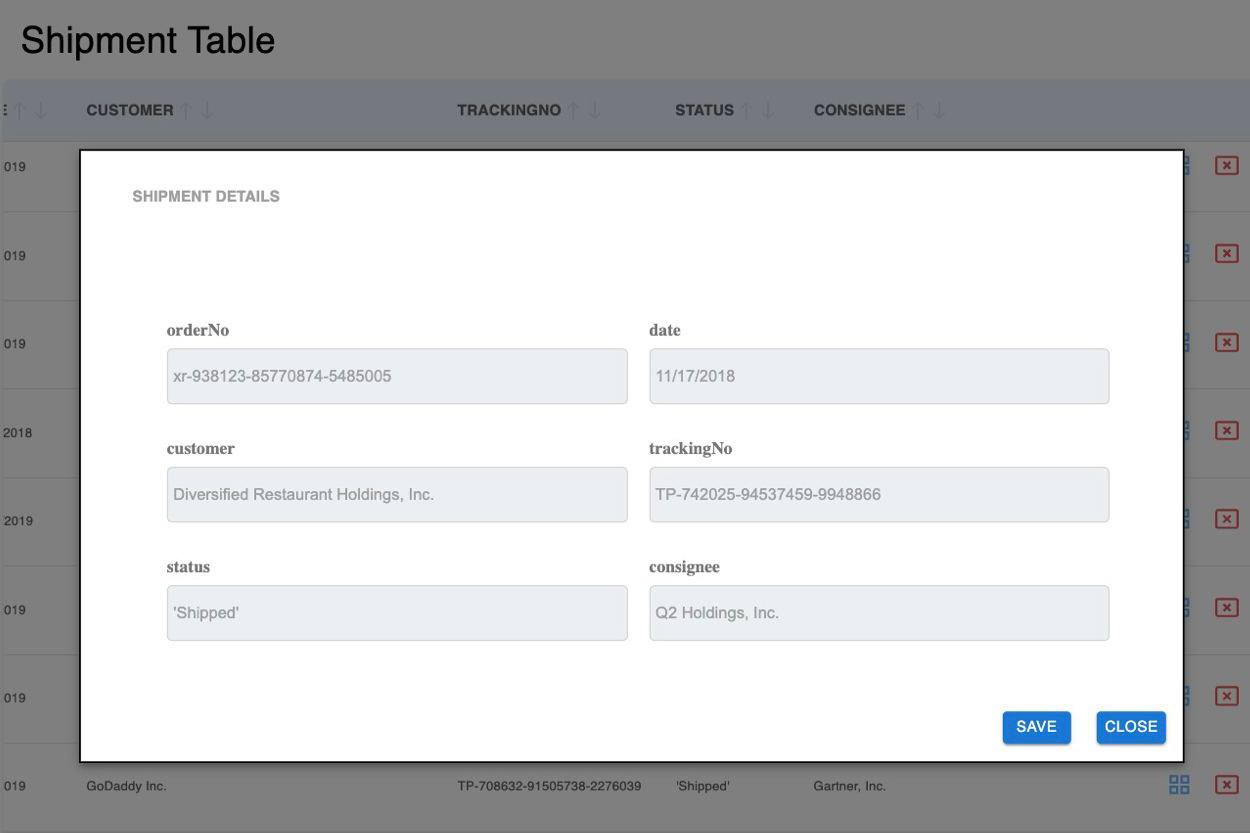 Shipment Table
E CUSTOMER TRACKINGNO STATUS CONSIGNEE
019
SHIPMENT DETAILS
019
orderNo date
019
xr-938123-85770874-5485005 11/17/2018
2018
customer trackingNo
Diversified Restaurant Holdings, Inc. TP-742025-94537459-9948866
2019
status consignee
019
'Shipped' Q2 Holdings, Inc.
019
SAVE CLOSE
019 GoDaddy Inc. TP-708632-91505738-2276039 'Shipped' Gartner, Inc.